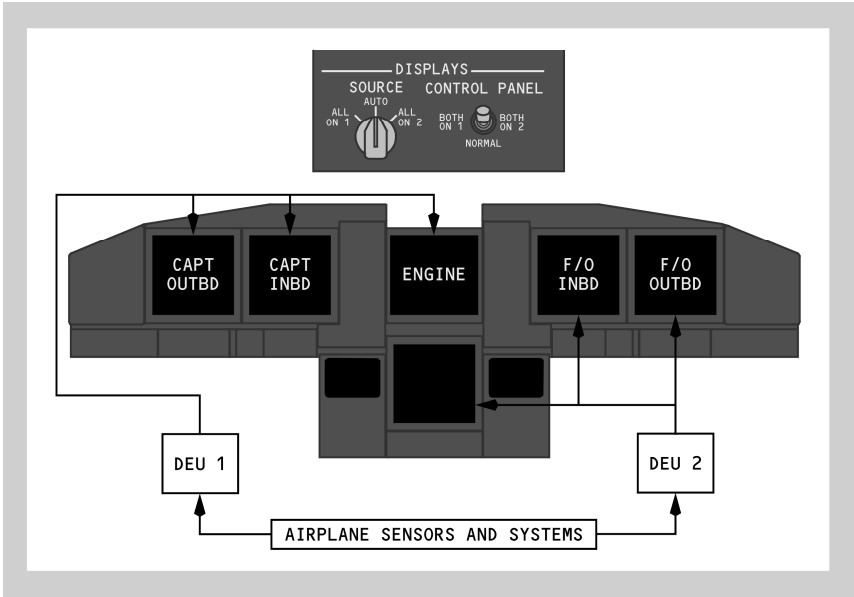 DISPLAYS
SOURCE
CONTROL PANEL
AUTO
ALL
ON 1
ALL
ON 2
BOTH
ON 1
BOTH
ON 2
NORMAL
CAPT
OUTBD
CAPT
INBD
ENGINE
F/O
INBD
F/O
OUTBD
DEU 1
DEU 2
AIRPLANE SENSORS AND SYSTEMS